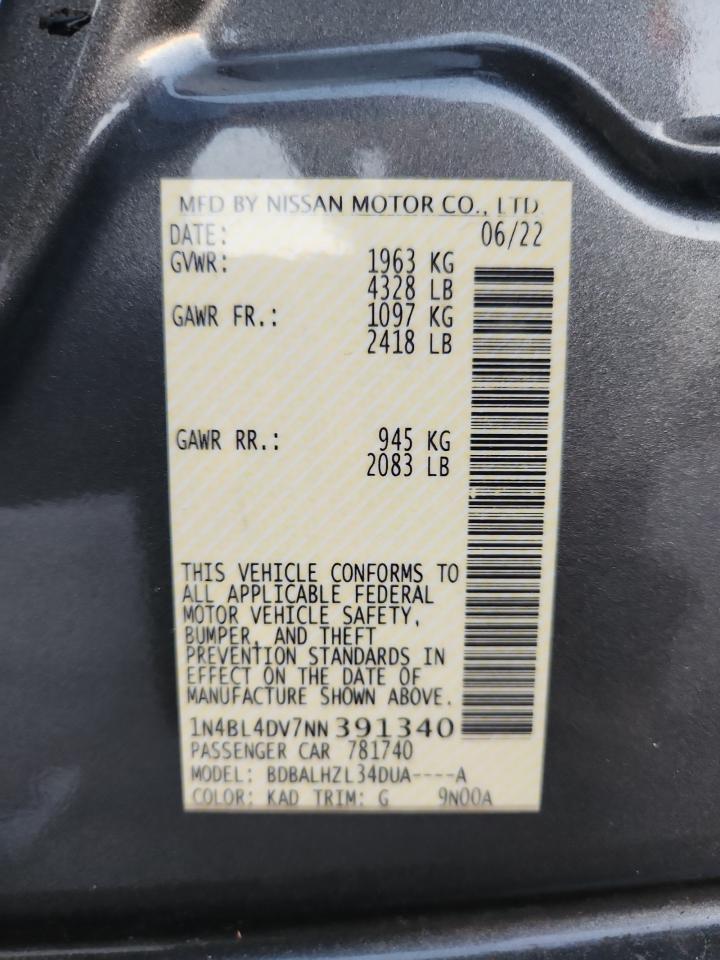 MFD BY NISSAN MOTOR CO., LTD
DATE: 06/22
GVWR: 1963 KG
4328 LB
GAWR FR.: 1097 KG
2418 LB
GAWR RR.: 945 KG
2083 LB
THIS VEHICLE CONFORMS TO
ALL APPLICABLE FEDERAL
MOTOR VEHICLE SAFETY,
BUMPER, AND THEFT
PREVENTION STANDARDS IN
EFFECT ON THE DATE OF
MANUFACTURE SHOWN ABOVE.
1N4BL4DV7NN391340
PASSENGER CAR 781740
MODEL: BDBALHZL34DUA----A
COLOR: KAD TRIM: G 9N00A